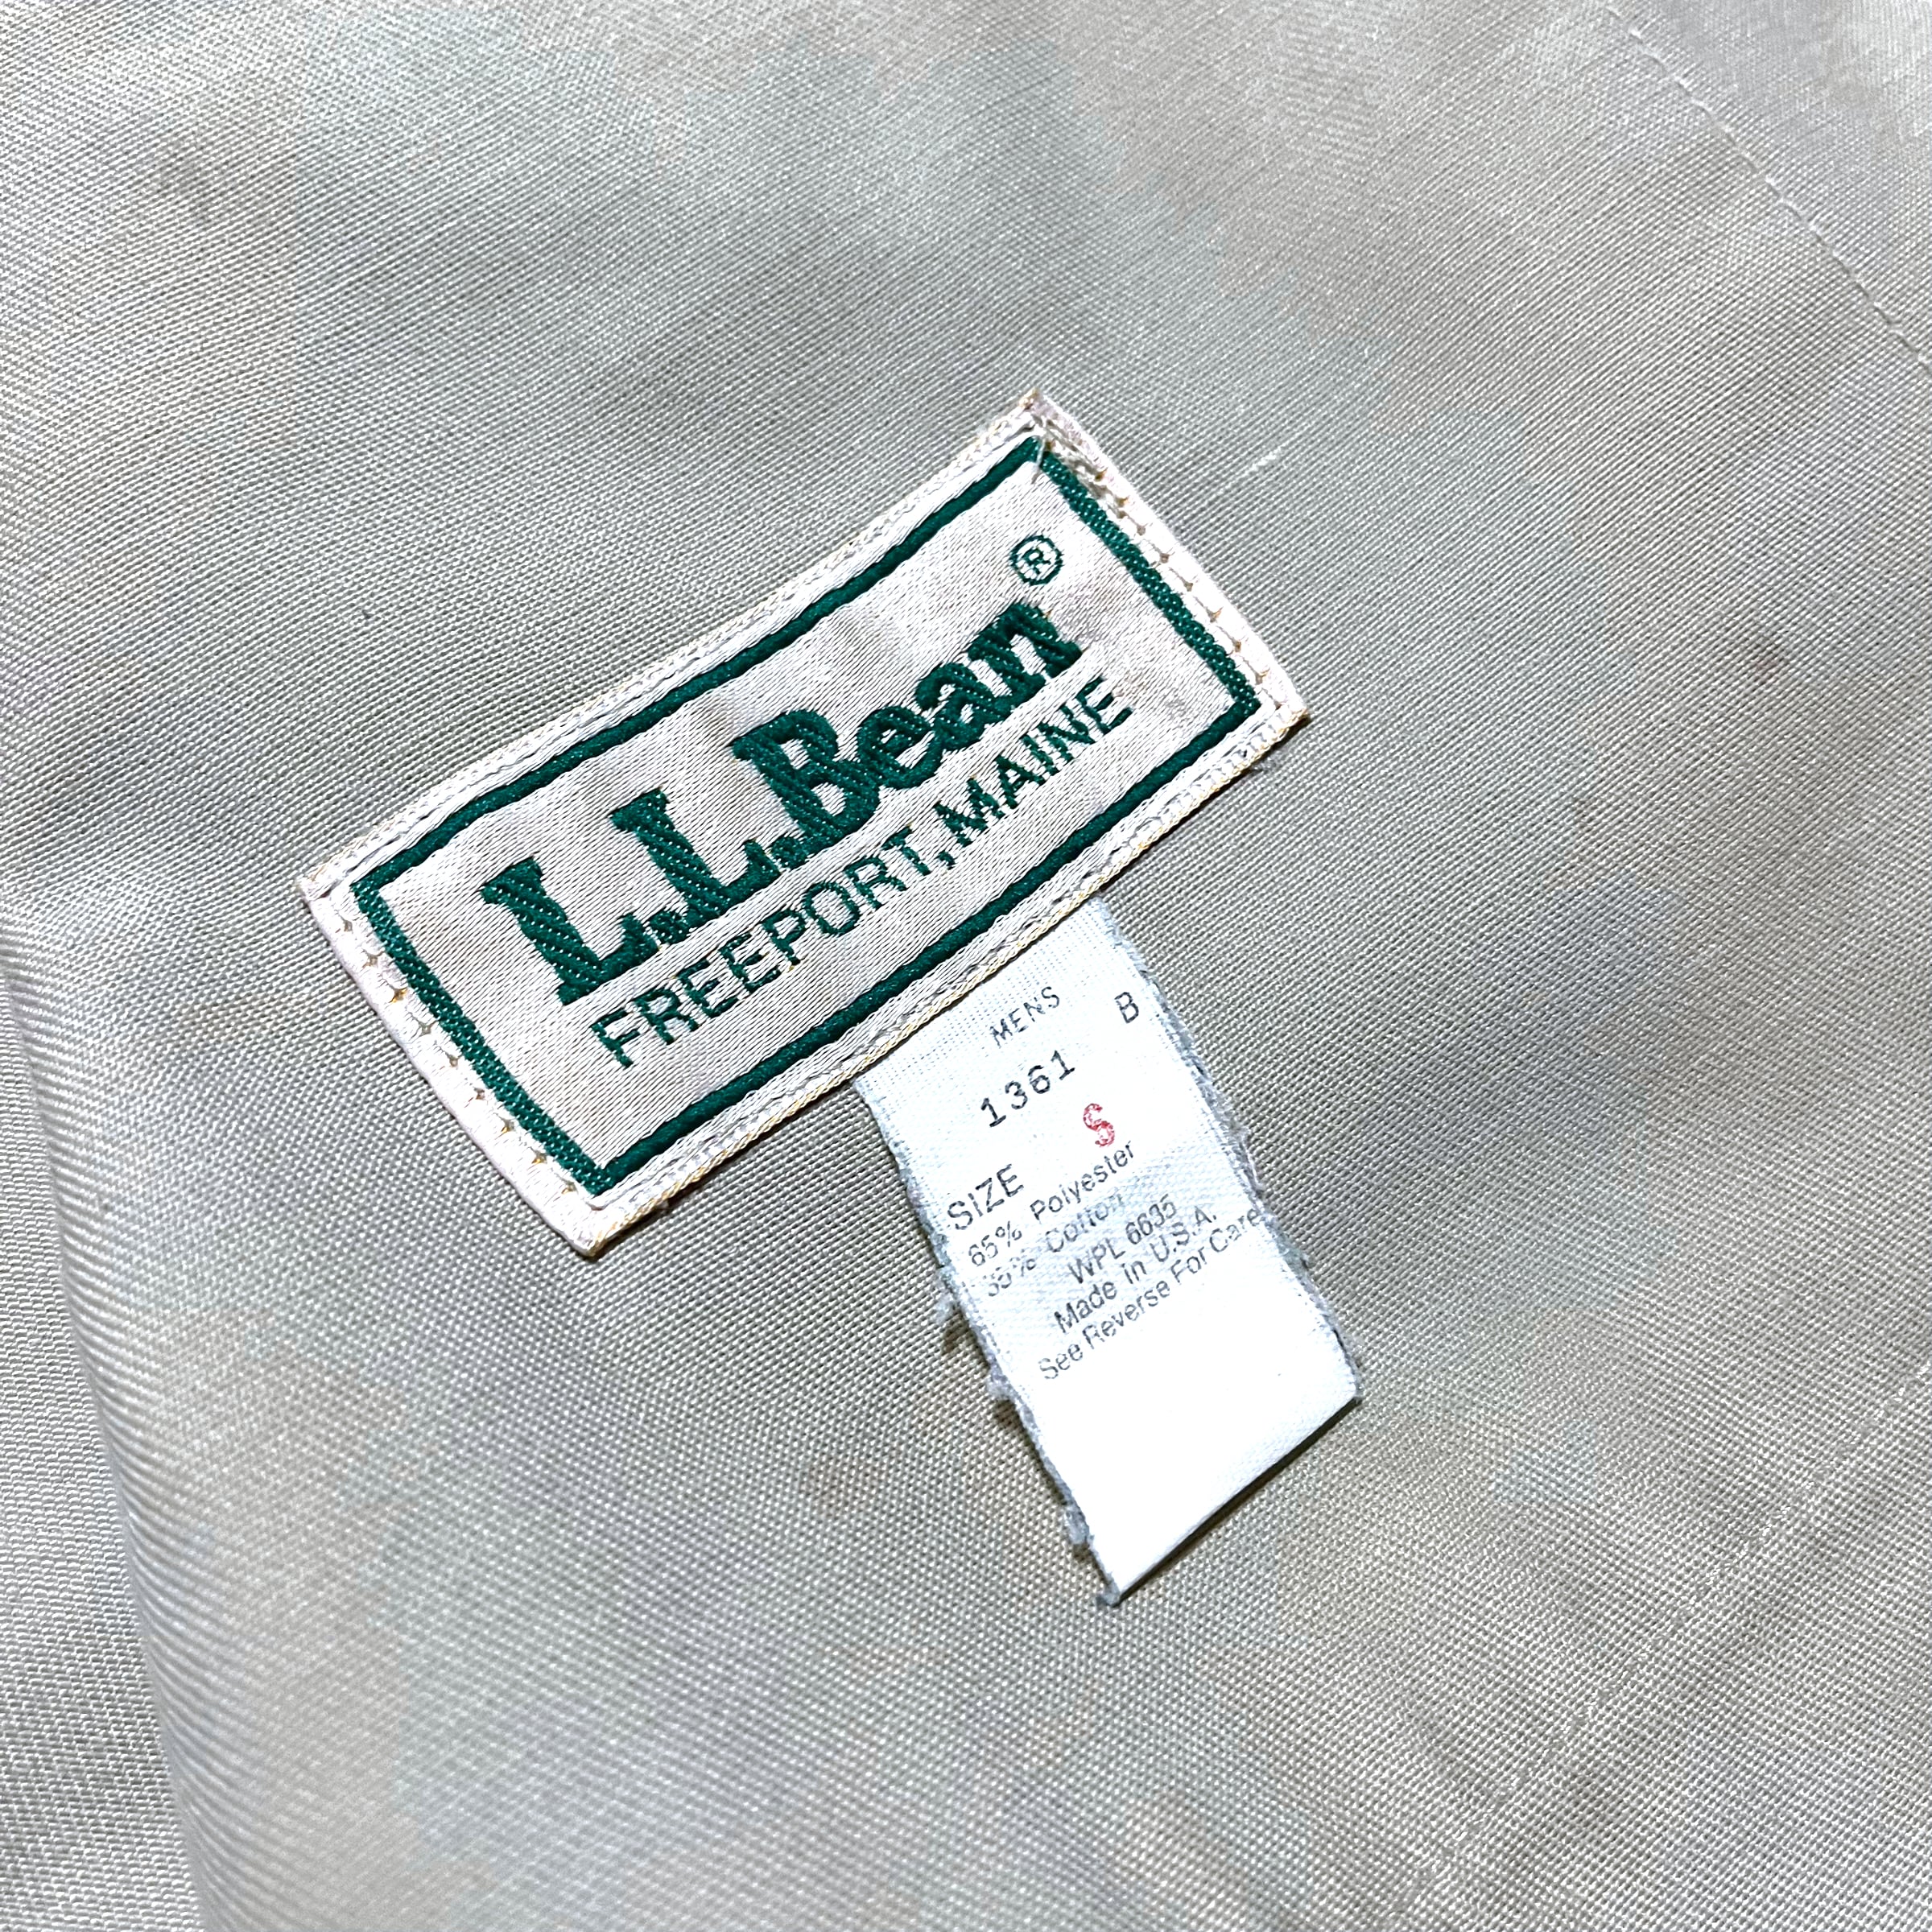 L.L.Bean®
FREEPORT, MAINE
MENS B
1361
SIZE S
65% Polyester
35% Cotton
WPL 6635
Made in U.S.A.
See Reverse For Care